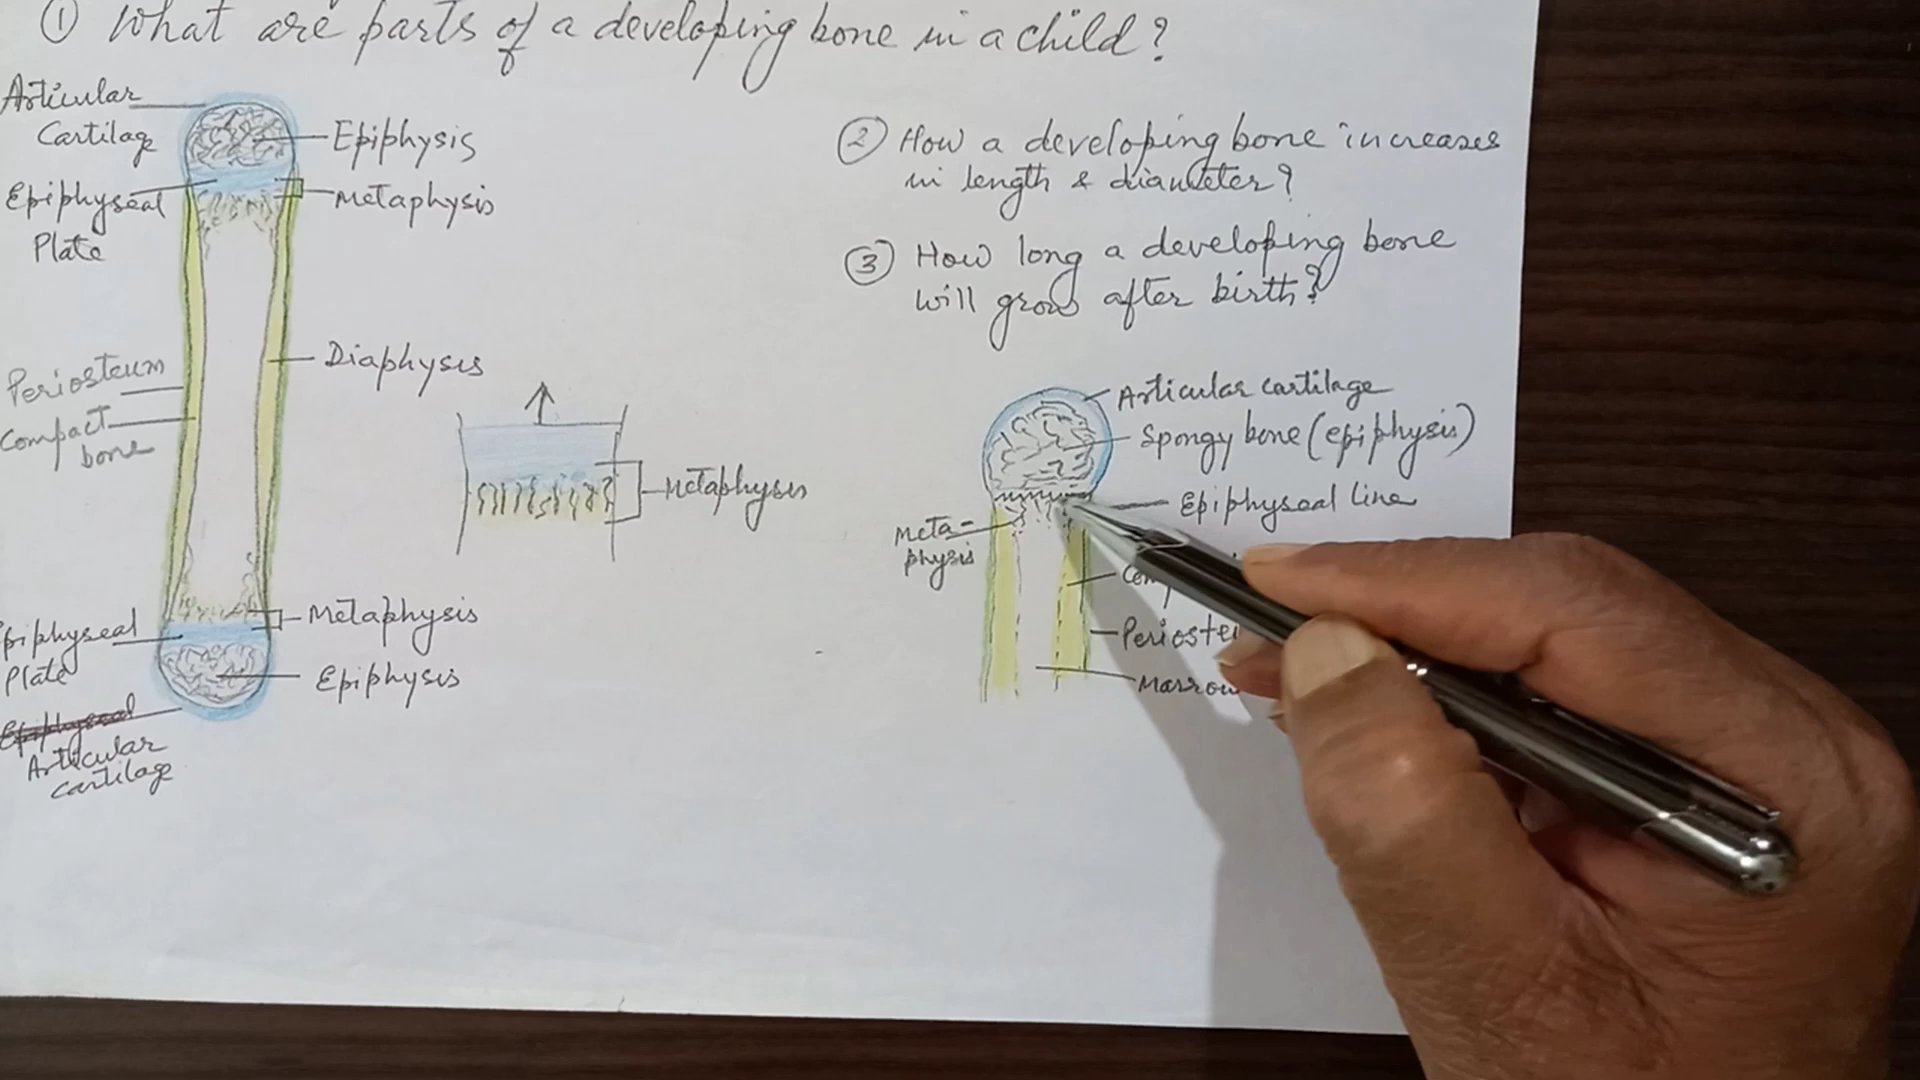 ① What are parts of a developing bone in a child?
Articular
Cartilag
Epiphysis
Epiphyseal
Plate
Metaphysis
Periosteum
Compact
bone
Diaphysis
Metaphysis
Epiphyseal
Plate
Metaphysis
Epiphysis
Epiphyseal
Articular
cartilage
② How a developing bone increases
in length & diameter?
③ How long a developing bone
will grow after birth?
Articular cartilage
Spongy bone (epiphysis)
Epiphyseal line
Meta-
physis
Perioste
Marrow